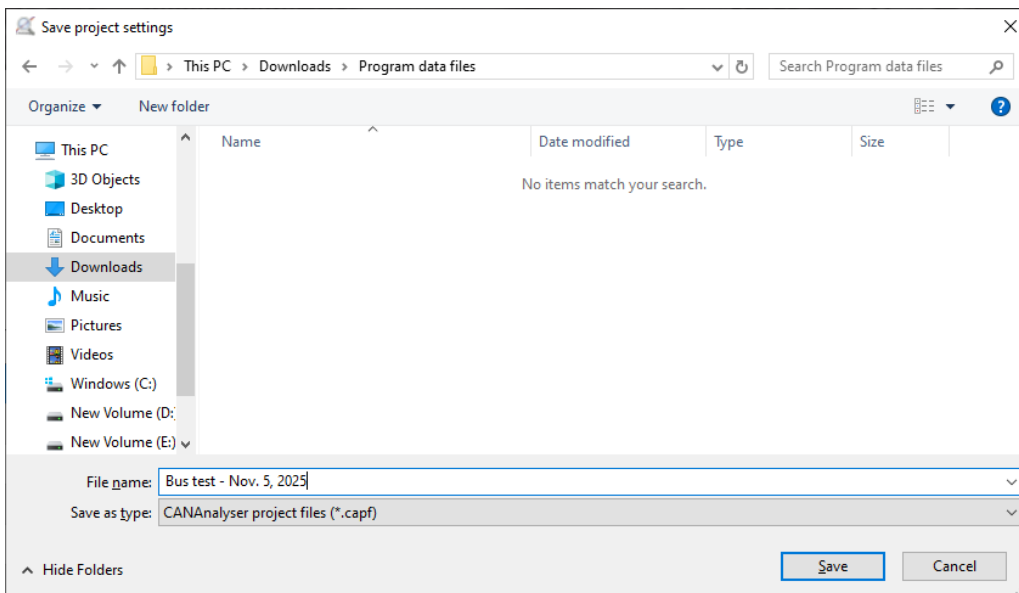 Save project settings
This PC > Downloads > Program data files
Search Program data files
Organize
New folder
?
Name
Date modified
Type
Size
No items match your search.
This PC
3D Objects
Desktop
Documents
Downloads
Music
Pictures
Videos
Windows (C:)
New Volume (D:
New Volume (E:)
File name: Bus test - Nov. 5, 2025
Save as type: CANAnalyser project files (*.capf)
Hide Folders
Save
Cancel